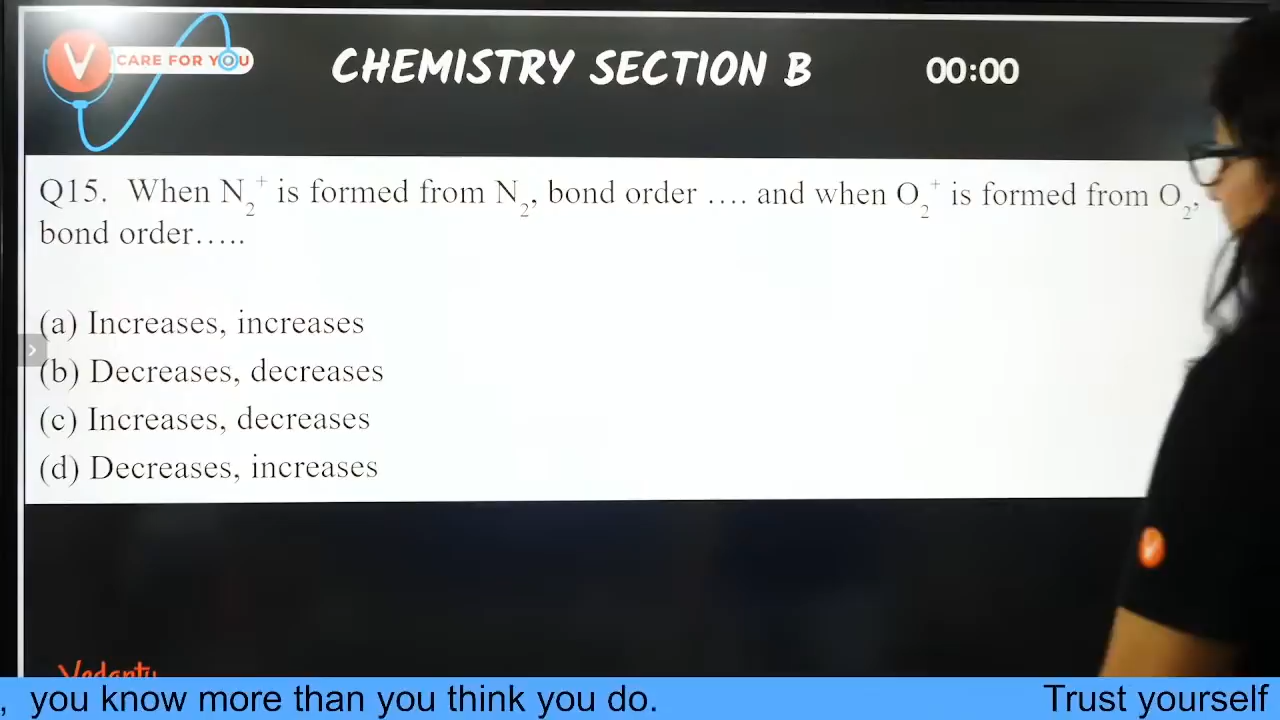 V CARE FOR YOU
CHEMISTRY SECTION B
00:00
Q15. When N₂⁺ is formed from N₂, bond order …. and when O₂⁺ is formed from O₂,
bond order…..
(a) Increases, increases
(b) Decreases, decreases
(c) Increases, decreases
(d) Decreases, increases
, you know more than you think you do. Trust yourself